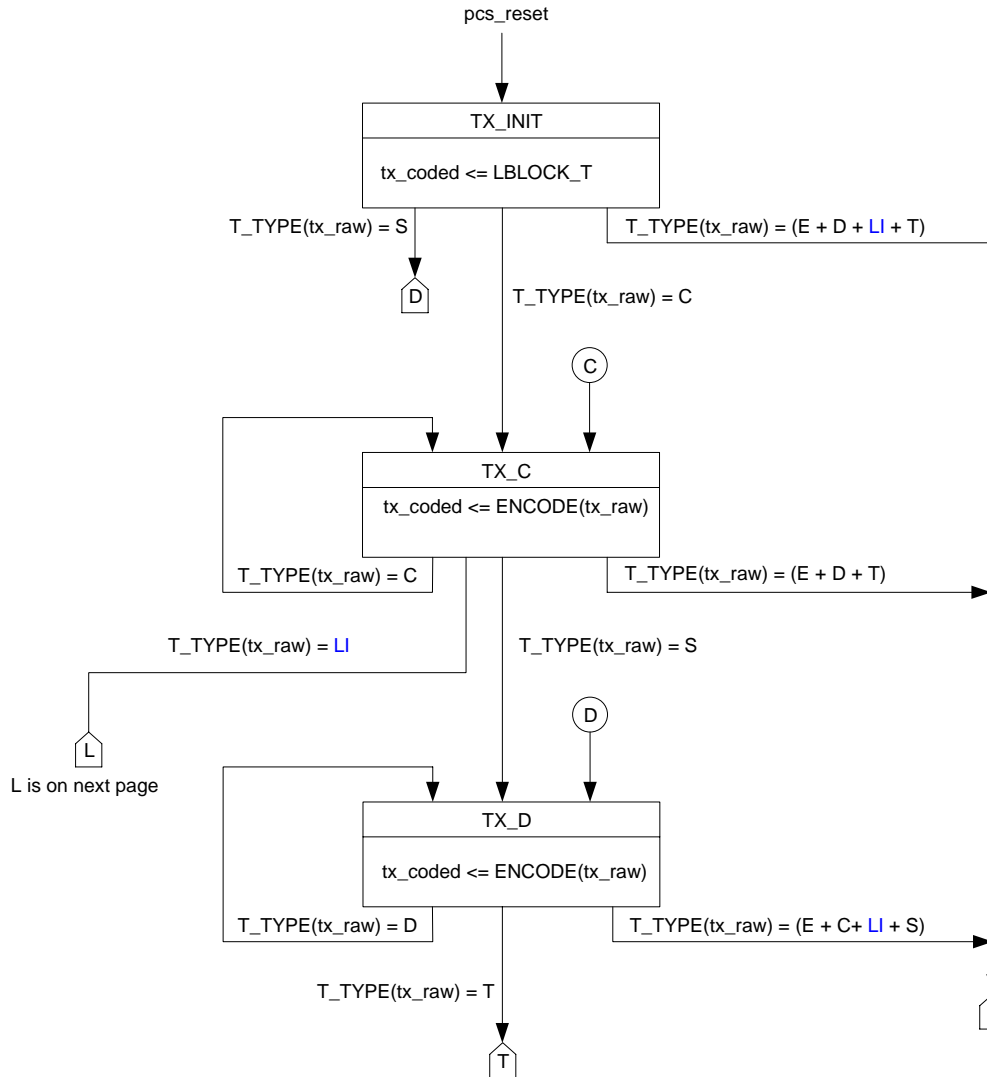 pcs_reset
TX_INIT
tx_coded <= LBLOCK_T
T_TYPE(tx_raw) = S
T_TYPE(tx_raw) = (E + D + LI + T)
D
T_TYPE(tx_raw) = C
C
TX_C
tx_coded <= ENCODE(tx_raw)
T_TYPE(tx_raw) = C
T_TYPE(tx_raw) = (E + D + T)
T_TYPE(tx_raw) = LI
T_TYPE(tx_raw) = S
D
L
L is on next page
TX_D
tx_coded <= ENCODE(tx_raw)
T_TYPE(tx_raw) = D
T_TYPE(tx_raw) = (E + C+ LI + S)
T_TYPE(tx_raw) = T
T